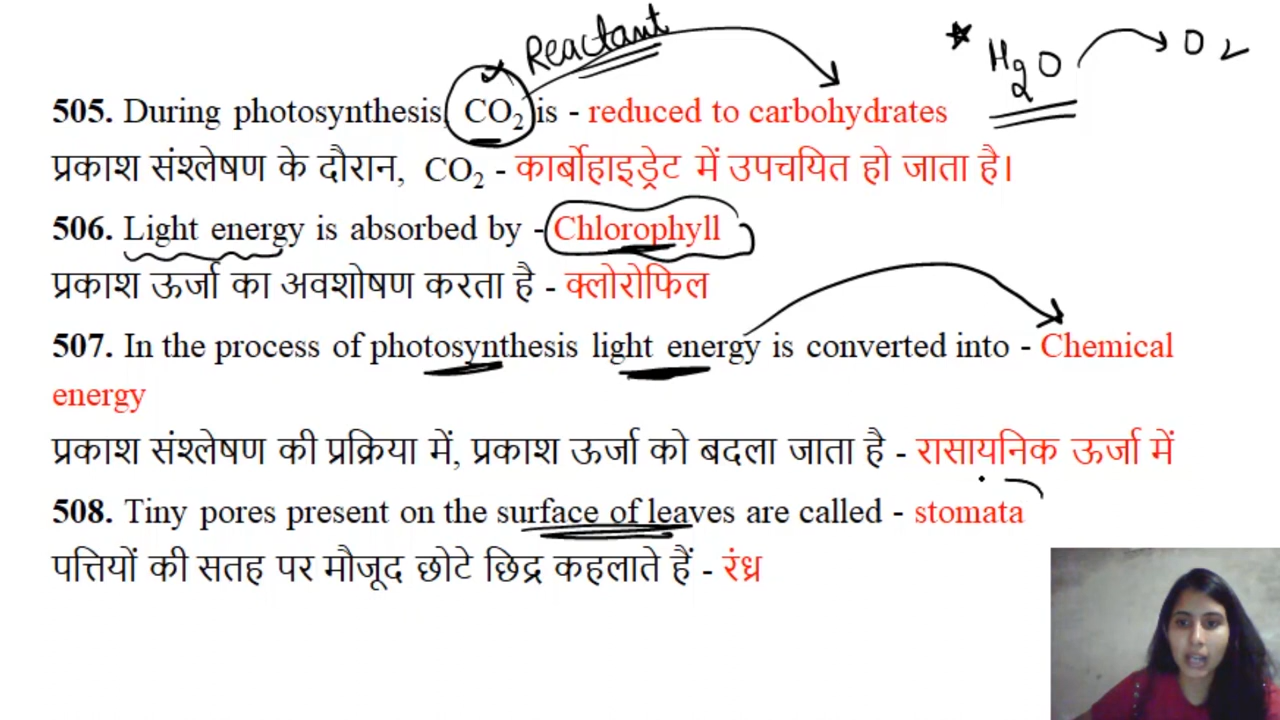 Reactant
* H2O → O2
505. During photosynthesis, CO2 is - reduced to carbohydrates
प्रकाश संश्लेषण के दौरान, CO2 - कार्बोहाइड्रेट में उपचयित हो जाता है।
506. Light energy is absorbed by - Chlorophyll
प्रकाश ऊर्जा का अवशोषण करता है - क्लोरोफिल
507. In the process of photosynthesis light energy is converted into - Chemical
energy
प्रकाश संश्लेषण की प्रक्रिया में, प्रकाश ऊर्जा को बदला जाता है - रासायनिक ऊर्जा में
508. Tiny pores present on the surface of leaves are called - stomata
पत्तियों की सतह पर मौजूद छोटे छिद्र कहलाते हैं - रंध्र